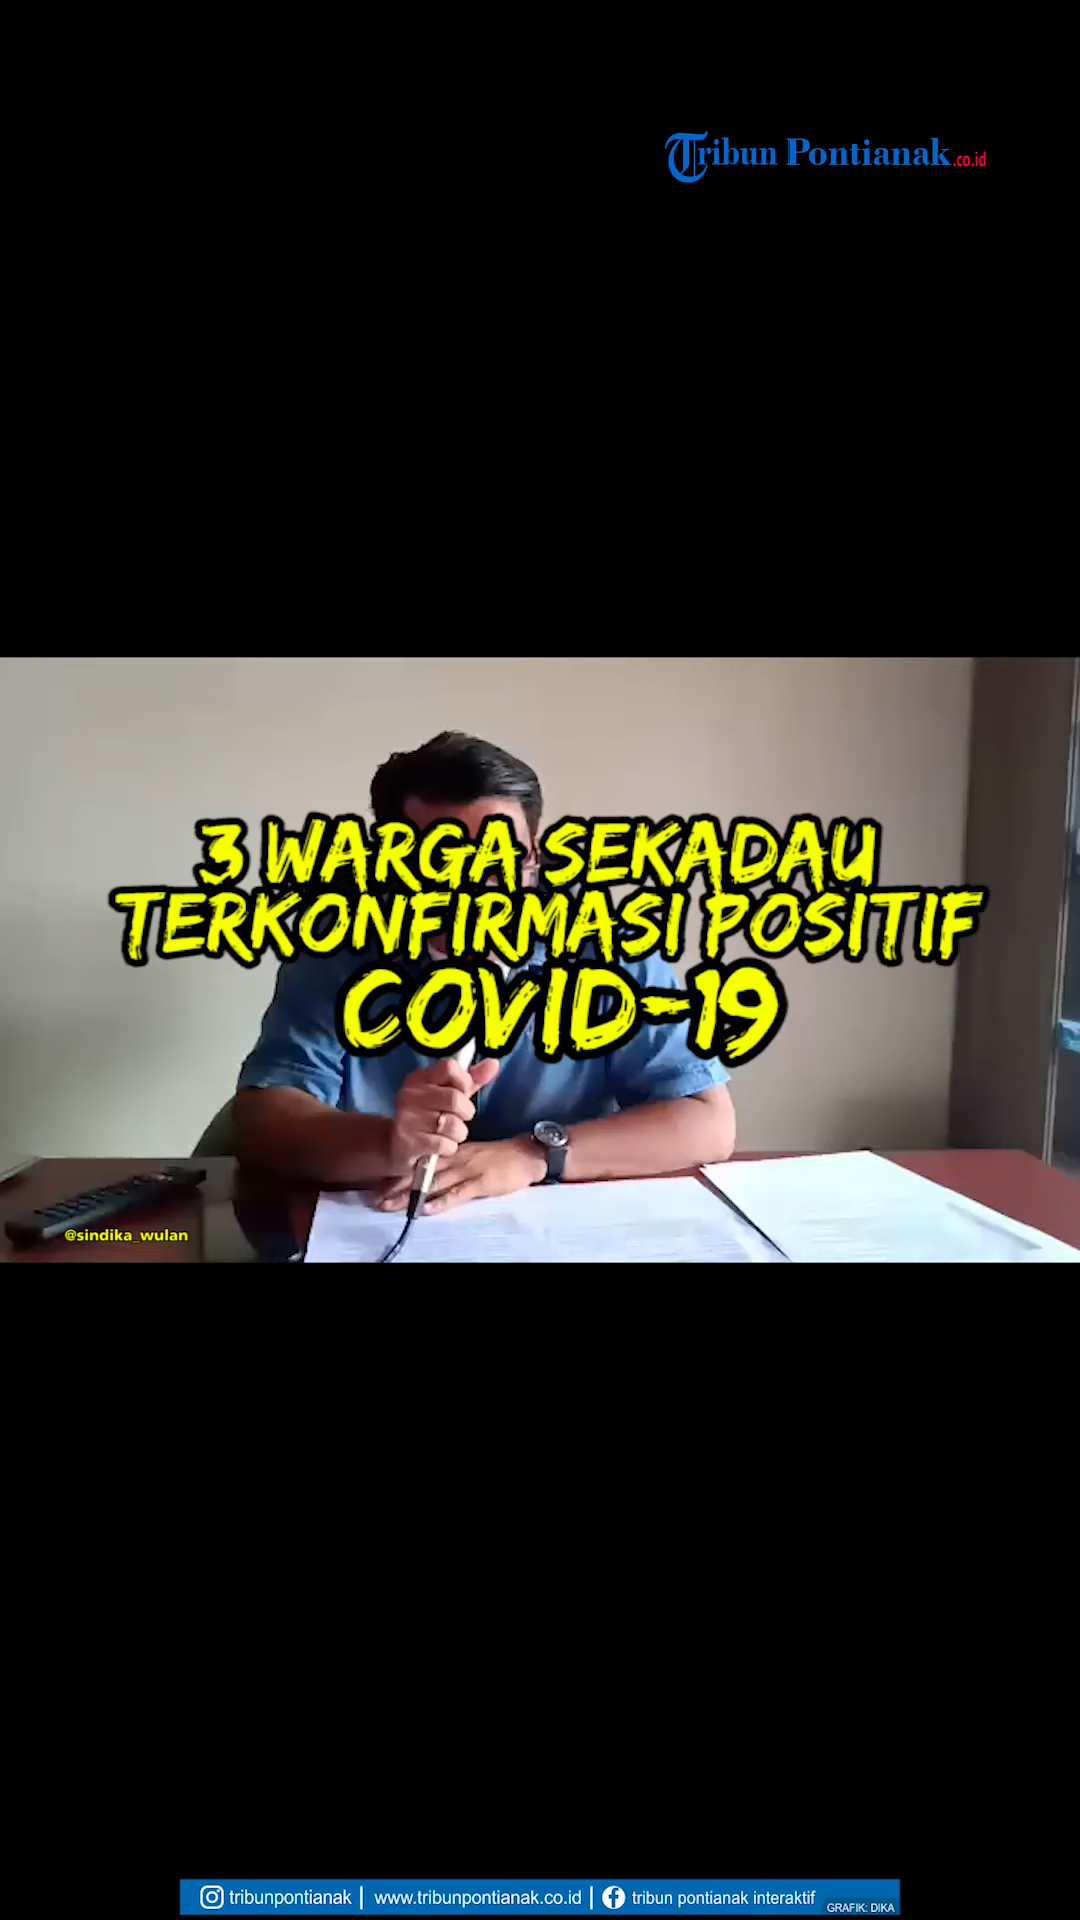 Tribun Pontianak.co.id
3 WARGA SEKADAU
TERKONFIRMASI POSITIF
COVID-19
@sindika_wulan
tribunpontianak | www.tribunpontianak.co.id | tribun pontianak interaktif
GRAFIK: DIKA